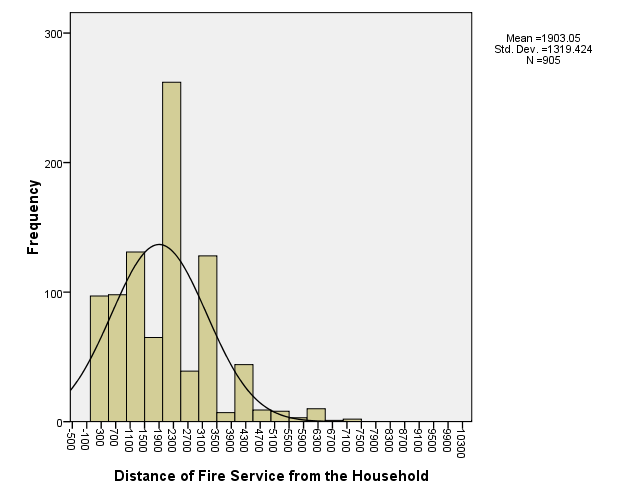 Mean =1903.05
Std. Dev. =1319.424
N =905
300
200
100
0
Frequency
-500 -100 300 700 1100 1500 1900 2300 2700 3100 3500 3900 4300 4700 5100 5500 5900 6300 6700 7100 7500 7900 8300 8700 9100 9500 9900 10300
Distance of Fire Service from the Household